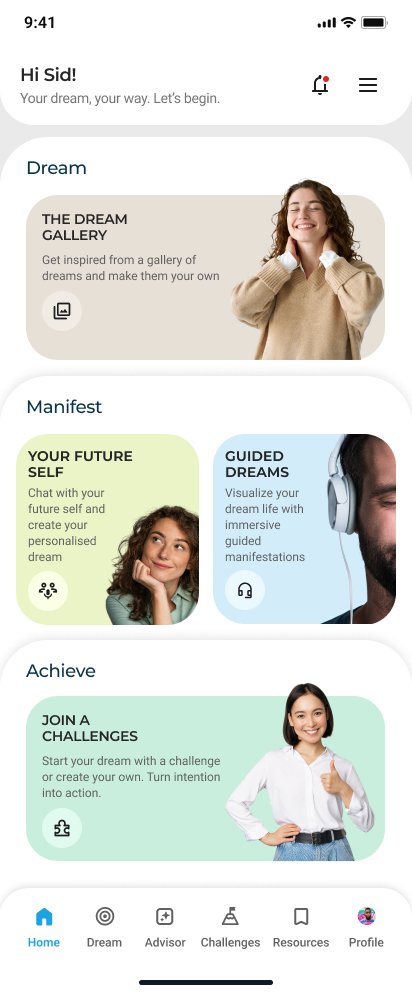 9:41
Hi Sid!
Your dream, your way. Let's begin.
Dream
THE DREAM
GALLERY
Get inspired from a gallery of
dreams and make them your own
Manifest
YOUR FUTURE
SELF
Chat with your
future self and
create your
personalised
dream
GUIDED
DREAMS
Visualize your
dream life with
immersive
guided
manifestations
Achieve
JOIN A
CHALLENGES
Start your dream with a challenge
or create your own. Turn intention
into action.
Home Dream Advisor Challenges Resources Profile